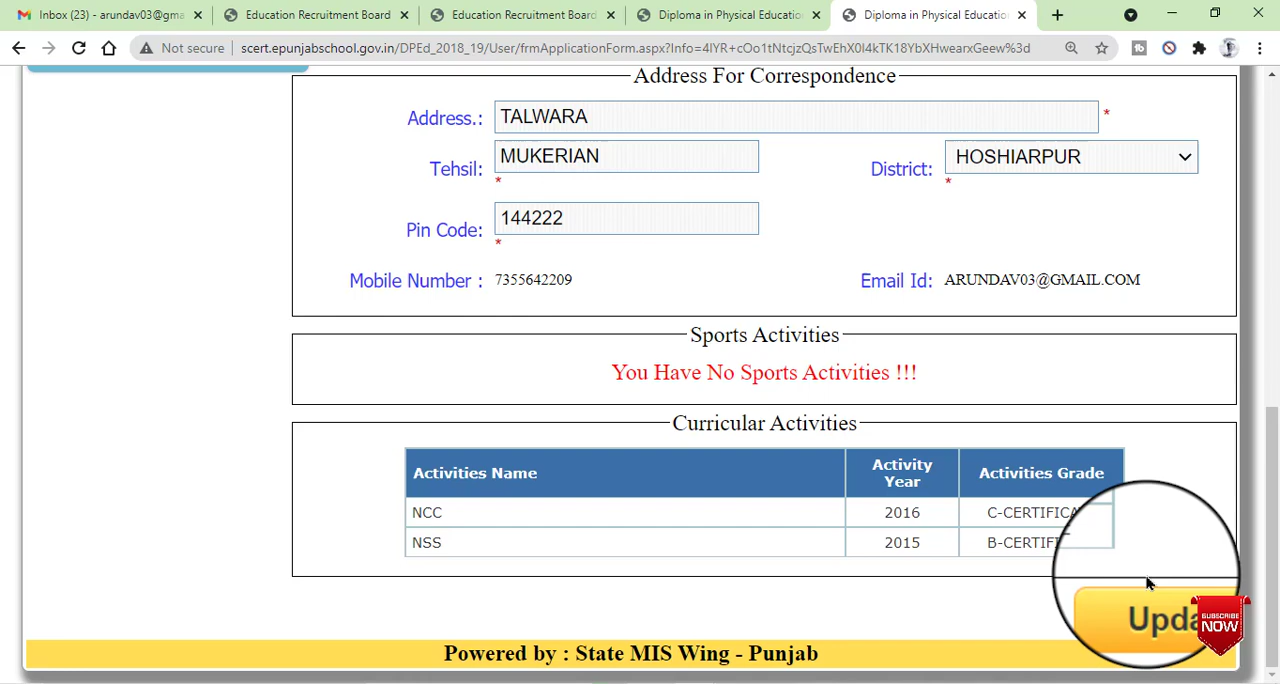 Inbox (23) - arundav03@gma
Education Recruitment Board
Education Recruitment Board
Diploma in Physical Educatio
Diploma in Physical Educatio
Not secure
scert.epunjabschool.gov.in/DPEd_2018_19/User/frmApplicationForm.aspx?Info=4lYR+cOo1tNtcjzQsTwEhX0I4kTK18YbXHwearxGeew%3d
Address For Correspondence
Address.: TALWARA *
Tehsil: MUKERIAN * District: HOSHIARPUR *
Pin Code: 144222 *
Mobile Number : 7355642209 Email Id: ARUNDAV03@GMAIL.COM
Sports Activities
You Have No Sports Activities !!!
Curricular Activities
Activities Name Activity Year Activities Grade
NCC 2016 C-CERTIFICA
NSS 2015 B-CERTIF
Upda
SUBSCRIBE
NOW
Powered by : State MIS Wing - Punjab